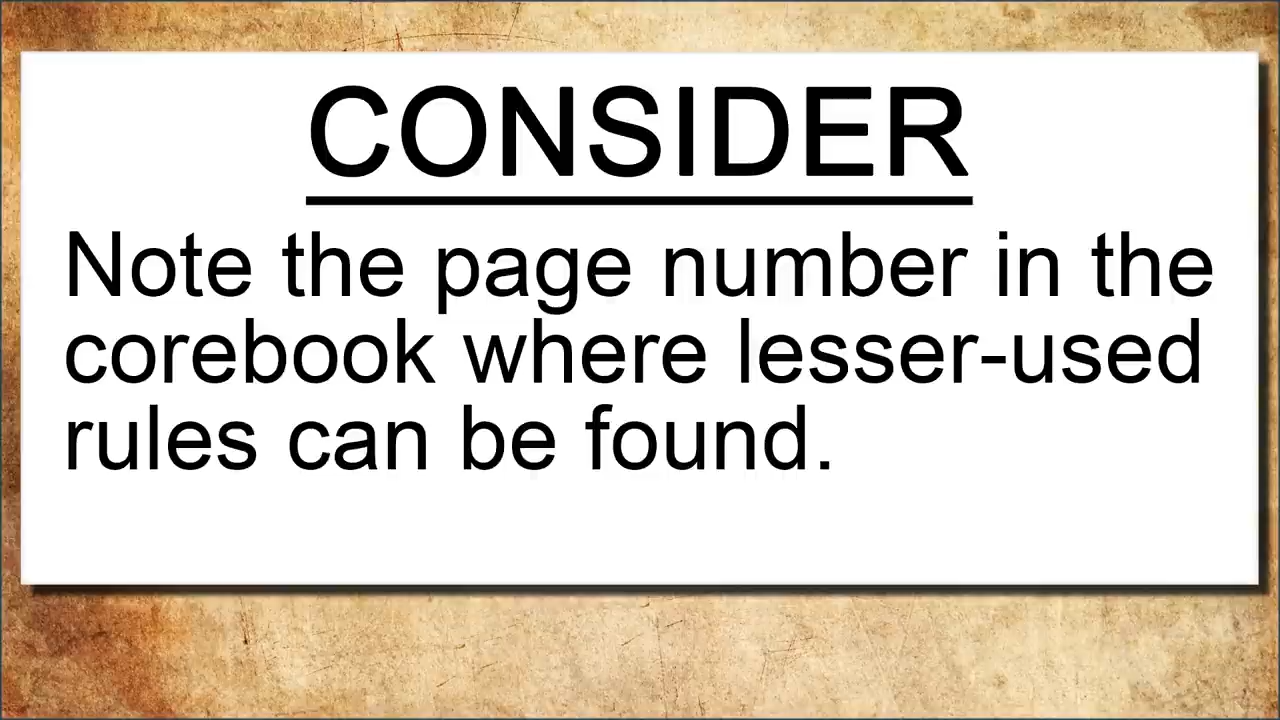 CONSIDER
Note the page number in the
corebook where lesser-used
rules can be found.